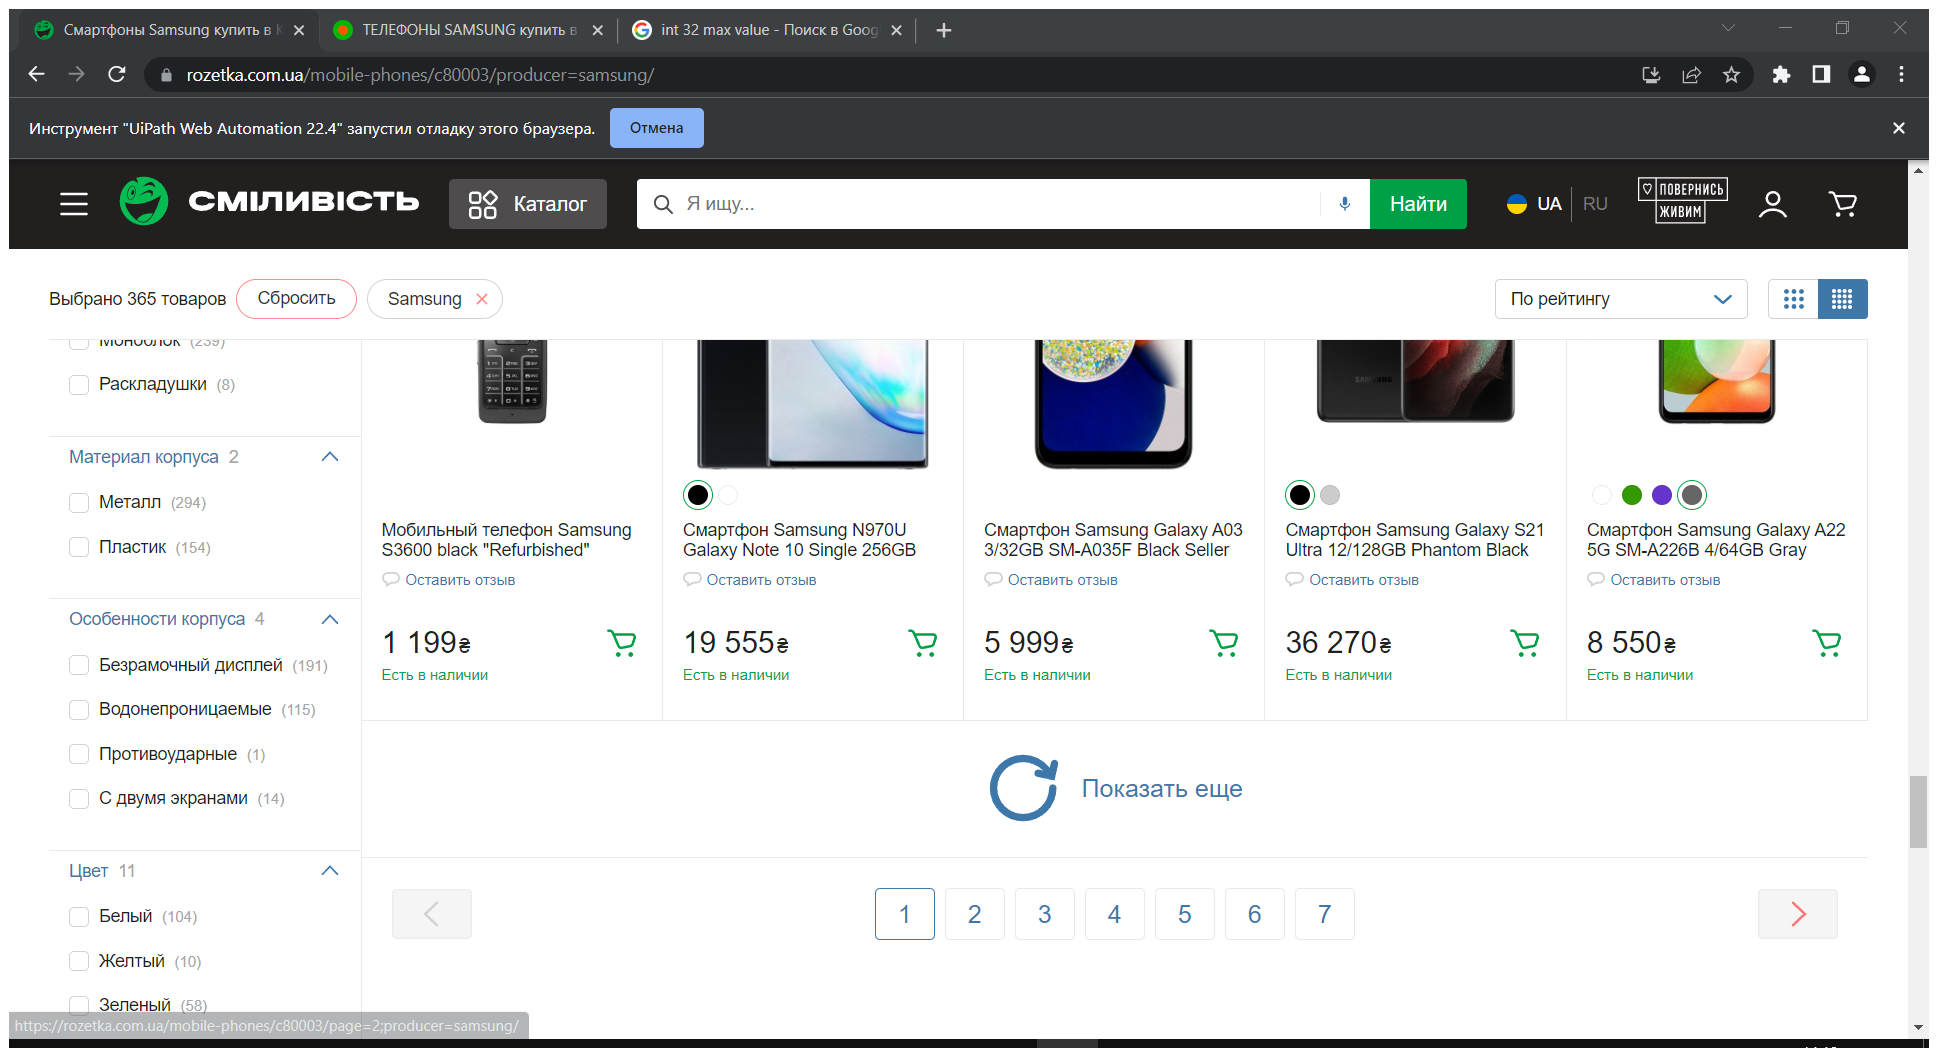 Смартфоны Samsung купить в К
ТЕЛЕФОНЫ SAMSUNG купить в
int 32 max value - Поиск в Goog
rozetka.com.ua/mobile-phones/c80003/producer=samsung/
Инструмент "UiPath Web Automation 22.4" запустил отладку этого браузера.
Отмена
СМІЛИВІСТЬ
Каталог
Я ищу...
Найти
UA
RU
ПОВЕРНИСЬ
ЖИВИМ
Выбрано 365 товаров
Сбросить
Samsung
По рейтингу
Моноблок (239)
Раскладушки (8)
Материал корпуса 2
Металл (294)
Пластик (154)
Особенности корпуса 4
Безрамочный дисплей (191)
Водонепроницаемые (115)
Противоударные (1)
С двумя экранами (14)
Цвет 11
Белый (104)
Желтый (10)
Зеленый (58)
SAMSUNG
Мобильный телефон Samsung
S3600 black "Refurbished"
Оставить отзыв
1 199₴
Есть в наличии
Смартфон Samsung N970U
Galaxy Note 10 Single 256GB
Оставить отзыв
19 555₴
Есть в наличии
Смартфон Samsung Galaxy A03
3/32GB SM-A035F Black Seller
Оставить отзыв
5 999₴
Есть в наличии
Смартфон Samsung Galaxy S21
Ultra 12/128GB Phantom Black
Оставить отзыв
36 270₴
Есть в наличии
Смартфон Samsung Galaxy A22
5G SM-A226B 4/64GB Gray
Оставить отзыв
8 550₴
Есть в наличии
Показать еще
1 2 3 4 5 6 7
https://rozetka.com.ua/mobile-phones/c80003/page=2;producer=samsung/